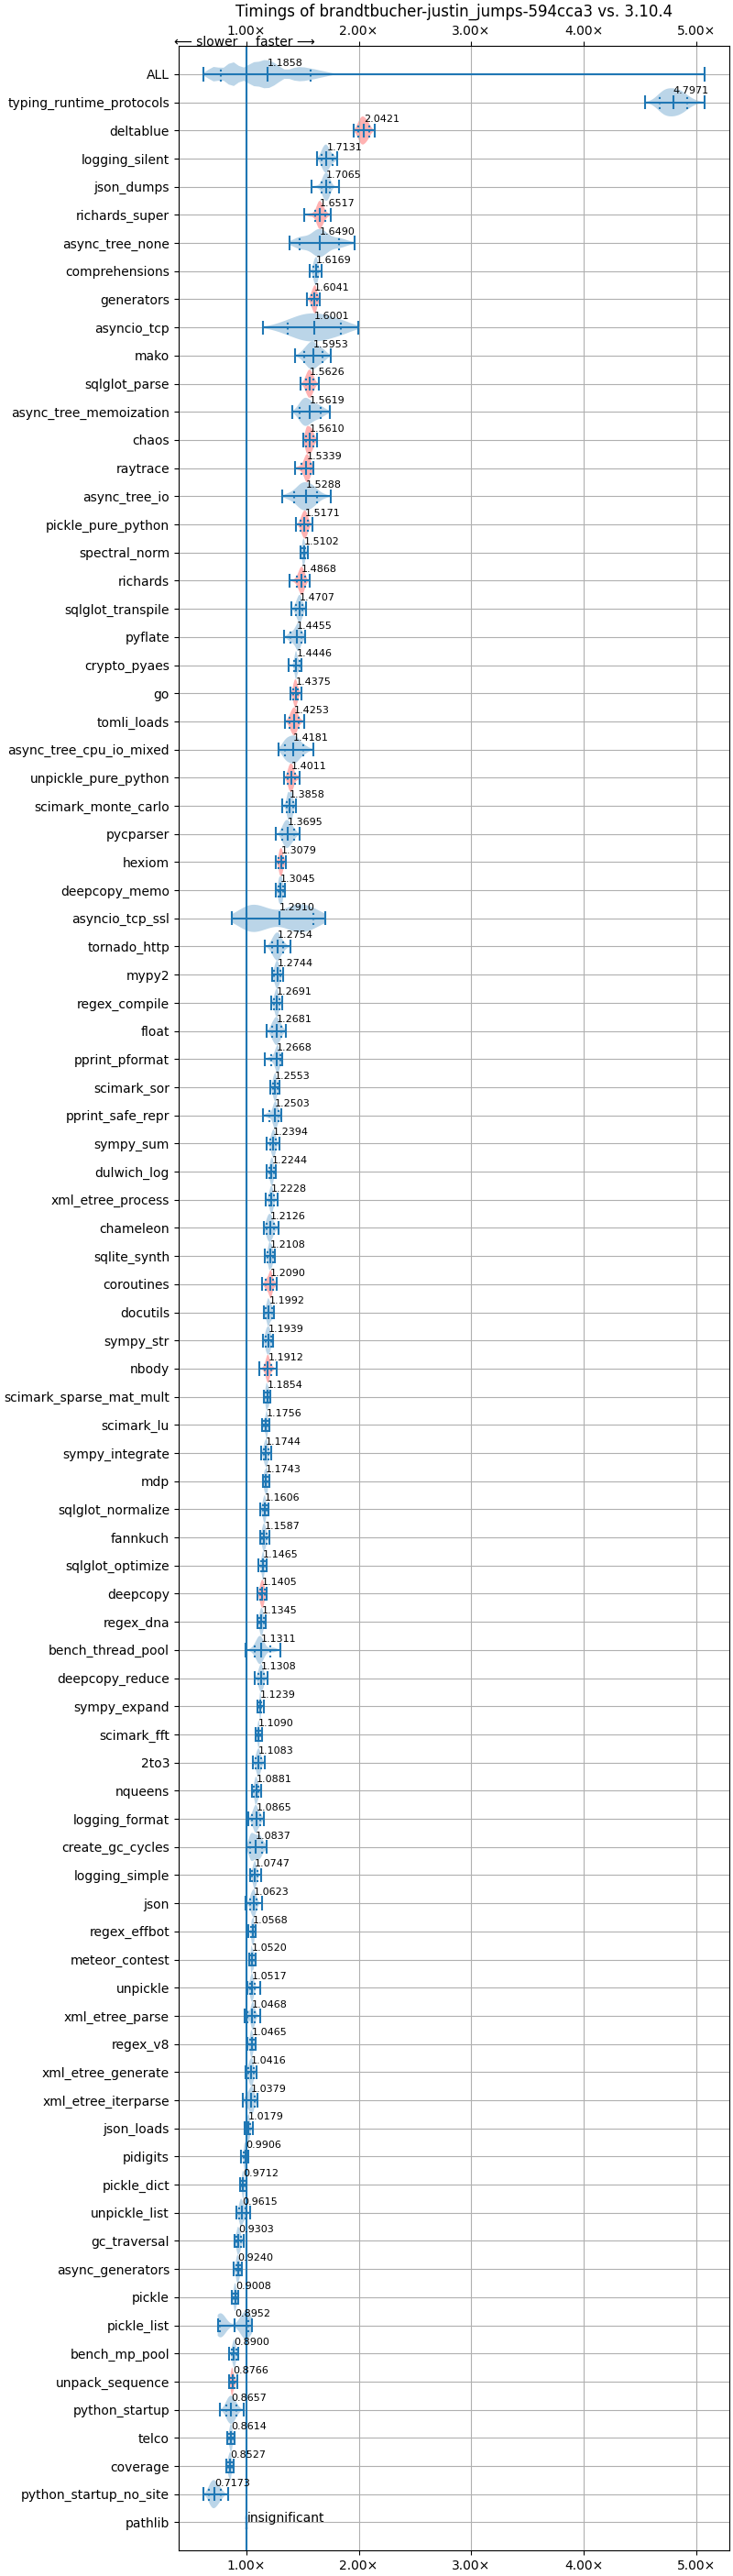 Timings of brandtbucher-justin_jumps-594cca3 vs. 3.10.4
1.00× 2.00× 3.00× 4.00× 5.00×
⟵ slower faster ⟶
ALL 1.1858
typing_runtime_protocols 4.7971
deltablue 2.0421
logging_silent 1.7131
json_dumps 1.7065
richards_super 1.6517
async_tree_none 1.6490
comprehensions 1.6169
generators 1.6041
asyncio_tcp 1.6001
mako 1.5953
sqlglot_parse 1.5626
async_tree_memoization 1.5619
chaos 1.5610
raytrace 1.5339
async_tree_io 1.5288
pickle_pure_python 1.5171
spectral_norm 1.5102
richards 1.4868
sqlglot_transpile 1.4707
pyflate 1.4455
crypto_pyaes 1.4446
go 1.4375
tomli_loads 1.4253
async_tree_cpu_io_mixed 1.4181
unpickle_pure_python 1.4011
scimark_monte_carlo 1.3858
pycparser 1.3695
hexiom 1.3079
deepcopy_memo 1.3045
asyncio_tcp_ssl 1.2910
tornado_http 1.2754
mypy2 1.2744
regex_compile 1.2691
float 1.2681
pprint_pformat 1.2668
scimark_sor 1.2553
pprint_safe_repr 1.2503
sympy_sum 1.2394
dulwich_log 1.2244
xml_etree_process 1.2228
chameleon 1.2126
sqlite_synth 1.2108
coroutines 1.2090
docutils 1.1992
sympy_str 1.1939
nbody 1.1912
scimark_sparse_mat_mult 1.1854
scimark_lu 1.1756
sympy_integrate 1.1744
mdp 1.1743
sqlglot_normalize 1.1606
fannkuch 1.1587
sqlglot_optimize 1.1465
deepcopy 1.1405
regex_dna 1.1345
bench_thread_pool 1.1311
deepcopy_reduce 1.1308
sympy_expand 1.1239
scimark_fft 1.1090
2to3 1.1083
nqueens 1.0881
logging_format 1.0865
create_gc_cycles 1.0837
logging_simple 1.0747
json 1.0623
regex_effbot 1.0568
meteor_contest 1.0520
unpickle 1.0517
xml_etree_parse 1.0468
regex_v8 1.0465
xml_etree_generate 1.0416
xml_etree_iterparse 1.0379
json_loads 1.0179
pidigits 0.9906
pickle_dict 0.9712
unpickle_list 0.9615
gc_traversal 0.9303
async_generators 0.9240
pickle 0.9008
pickle_list 0.8952
bench_mp_pool 0.8900
unpack_sequence 0.8766
python_startup 0.8657
telco 0.8614
coverage 0.8527
python_startup_no_site 0.7173
pathlib insignificant
1.00× 2.00× 3.00× 4.00× 5.00×